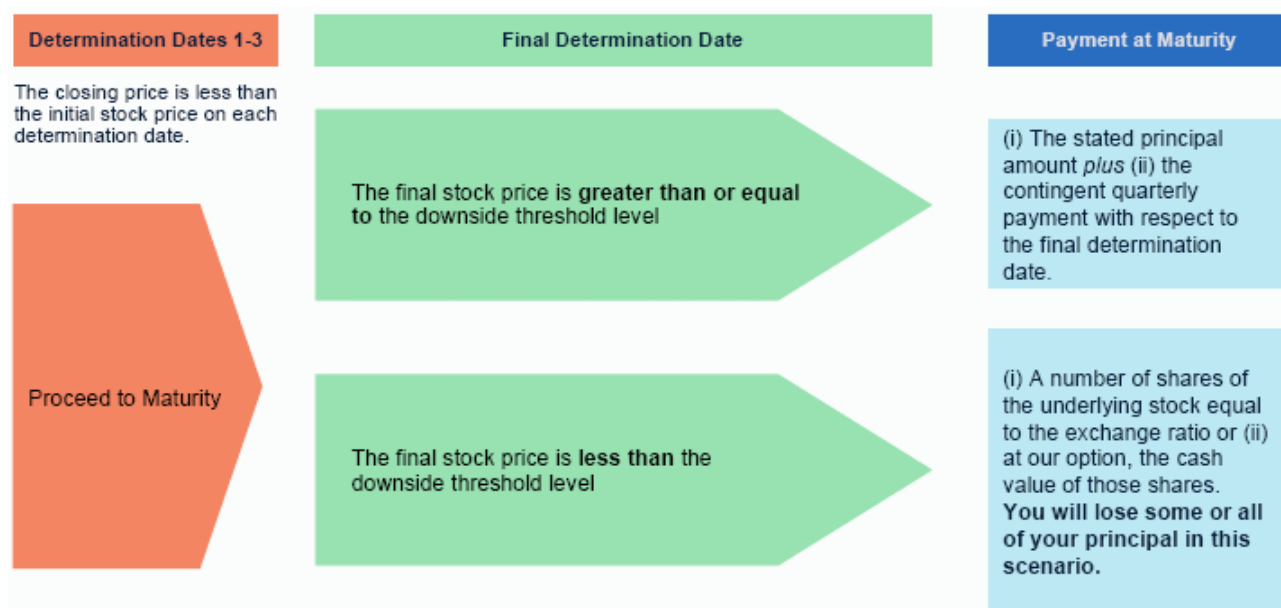 Determination Dates 1-3
The closing price is less than
the initial stock price on each
determination date.
Proceed to Maturity
Final Determination Date
The final stock price is greater than or equal
to the downside threshold level
The final stock price is less than the
downside threshold level
Payment at Maturity
(i) The stated principal
amount plus (ii) the
contingent quarterly
payment with respect to
the final determination
date.
(i) A number of shares of
the underlying stock equal
to the exchange ratio or (ii)
at our option, the cash
value of those shares.
You will lose some or all
of your principal in this
scenario.